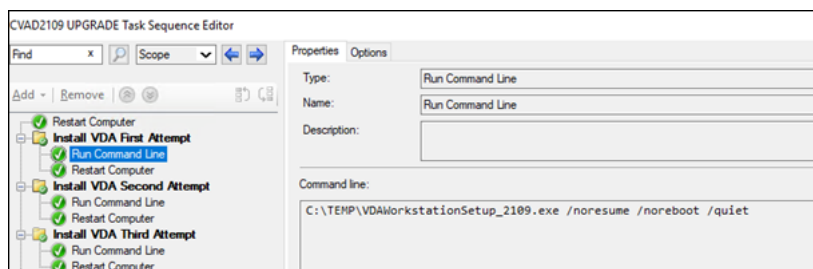 CVAD2109 UPGRADE Task Sequence Editor
Find x Scope
Properties Options
Add Remove
Type: Run Command Line
Name: Run Command Line
Description:
Restart Computer
Install VDA First Attempt
Run Command Line
Restart Computer
Install VDA Second Attempt
Run Command Line
Restart Computer
Install VDA Third Attempt
Run Command Line
Restart Computer
Command line:
C:\TEMP\VDAWorkstationSetup_2109.exe /noresume /noreboot /quiet